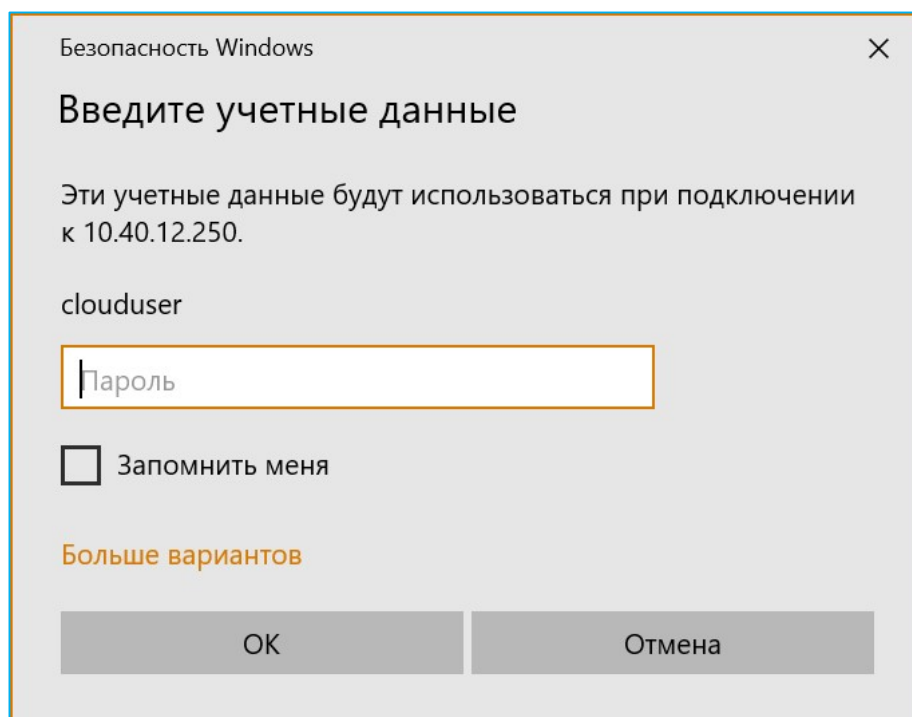 Безопасность Windows
Введите учетные данные
Эти учетные данные будут использоваться при подключении
к 10.40.12.250.
clouduser
Пароль
Запомнить меня
Больше вариантов
ОК
Отмена